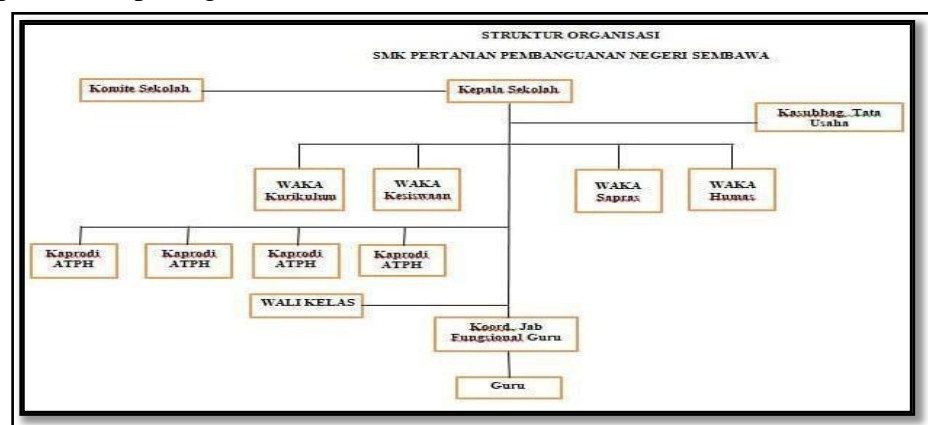 STRUKTUR ORGANISASI
SMK PERTANIAN PEMBANGUANAN NEGERI SEMBAWA
Komite Sekolah
Kepala Sekolah
Kasubbag. Tata
Usaha
WAKA
Kurikulum
WAKA
Kesiswaan
WAKA
Sapras
WAKA
Humas
Kaprodi
ATPH
Kaprodi
ATPH
Kaprodi
ATPH
Kaprodi
ATPH
WALI KELAS
Koord. Jab
Fungsional Guru
Guru